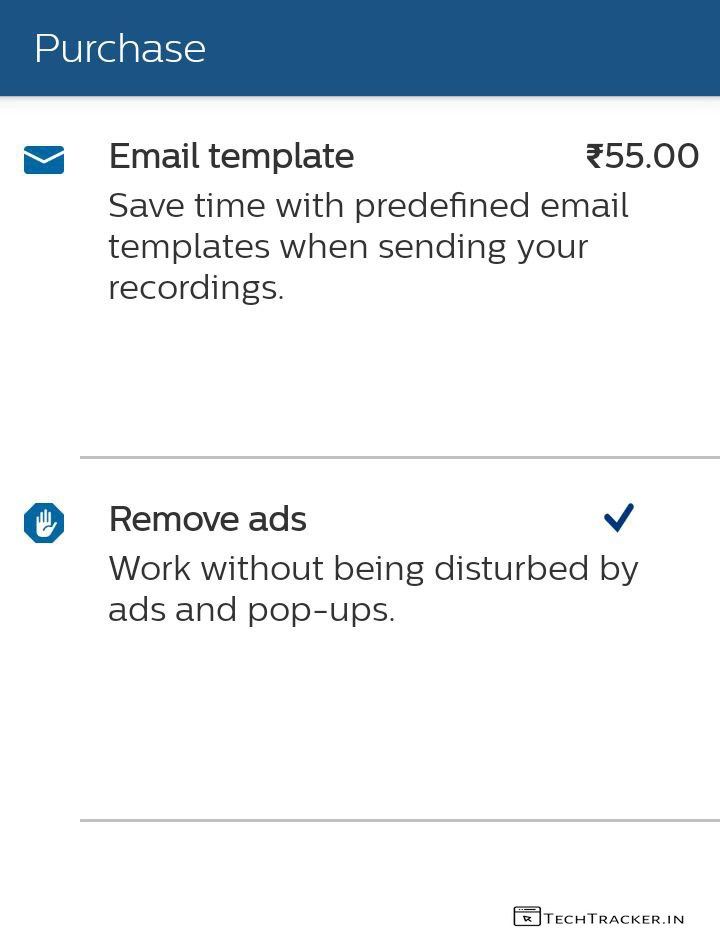 Purchase
Email template ₹55.00
Save time with predefined email
templates when sending your
recordings.
Remove ads
Work without being disturbed by
ads and pop-ups.
TECHTRACKER.IN